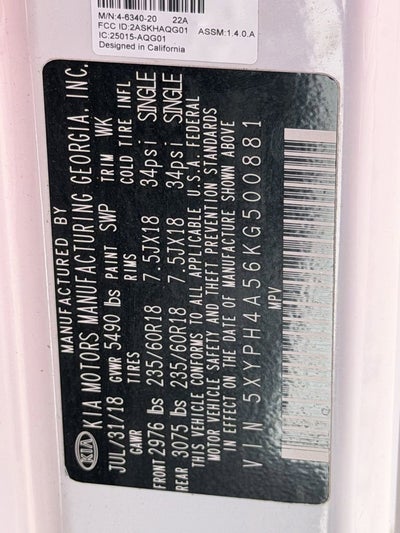 M/N:4-6340-20 22A
FCC ID:2ASKHAQG01
IC:25015-AQG01 ASSM:1.4.0.A
Designed in California
KIA
MANUFACTURED BY
KIA MOTORS MANUFACTURING GEORGIA, INC.
JUL/31/18 GVWR 5490 lbs PAINT SWP TRIM WK
GAWR RIMS COLD TIRE INFL
FRONT 2976 lbs 235/60R18 7.5JX18 34psi SINGLE
REAR 3075 lbs 235/60R18 7.5JX18 34psi SINGLE
THIS VEHICLE CONFORMS TO ALL APPLICABLE U.S.A. FEDERAL
MOTOR VEHICLE SAFETY AND THEFT PREVENTION STANDARDS
IN EFFECT ON THE DATE OF MANUFACTURE SHOWN ABOVE
VIN 5XYPH4A56KG500881
MPV